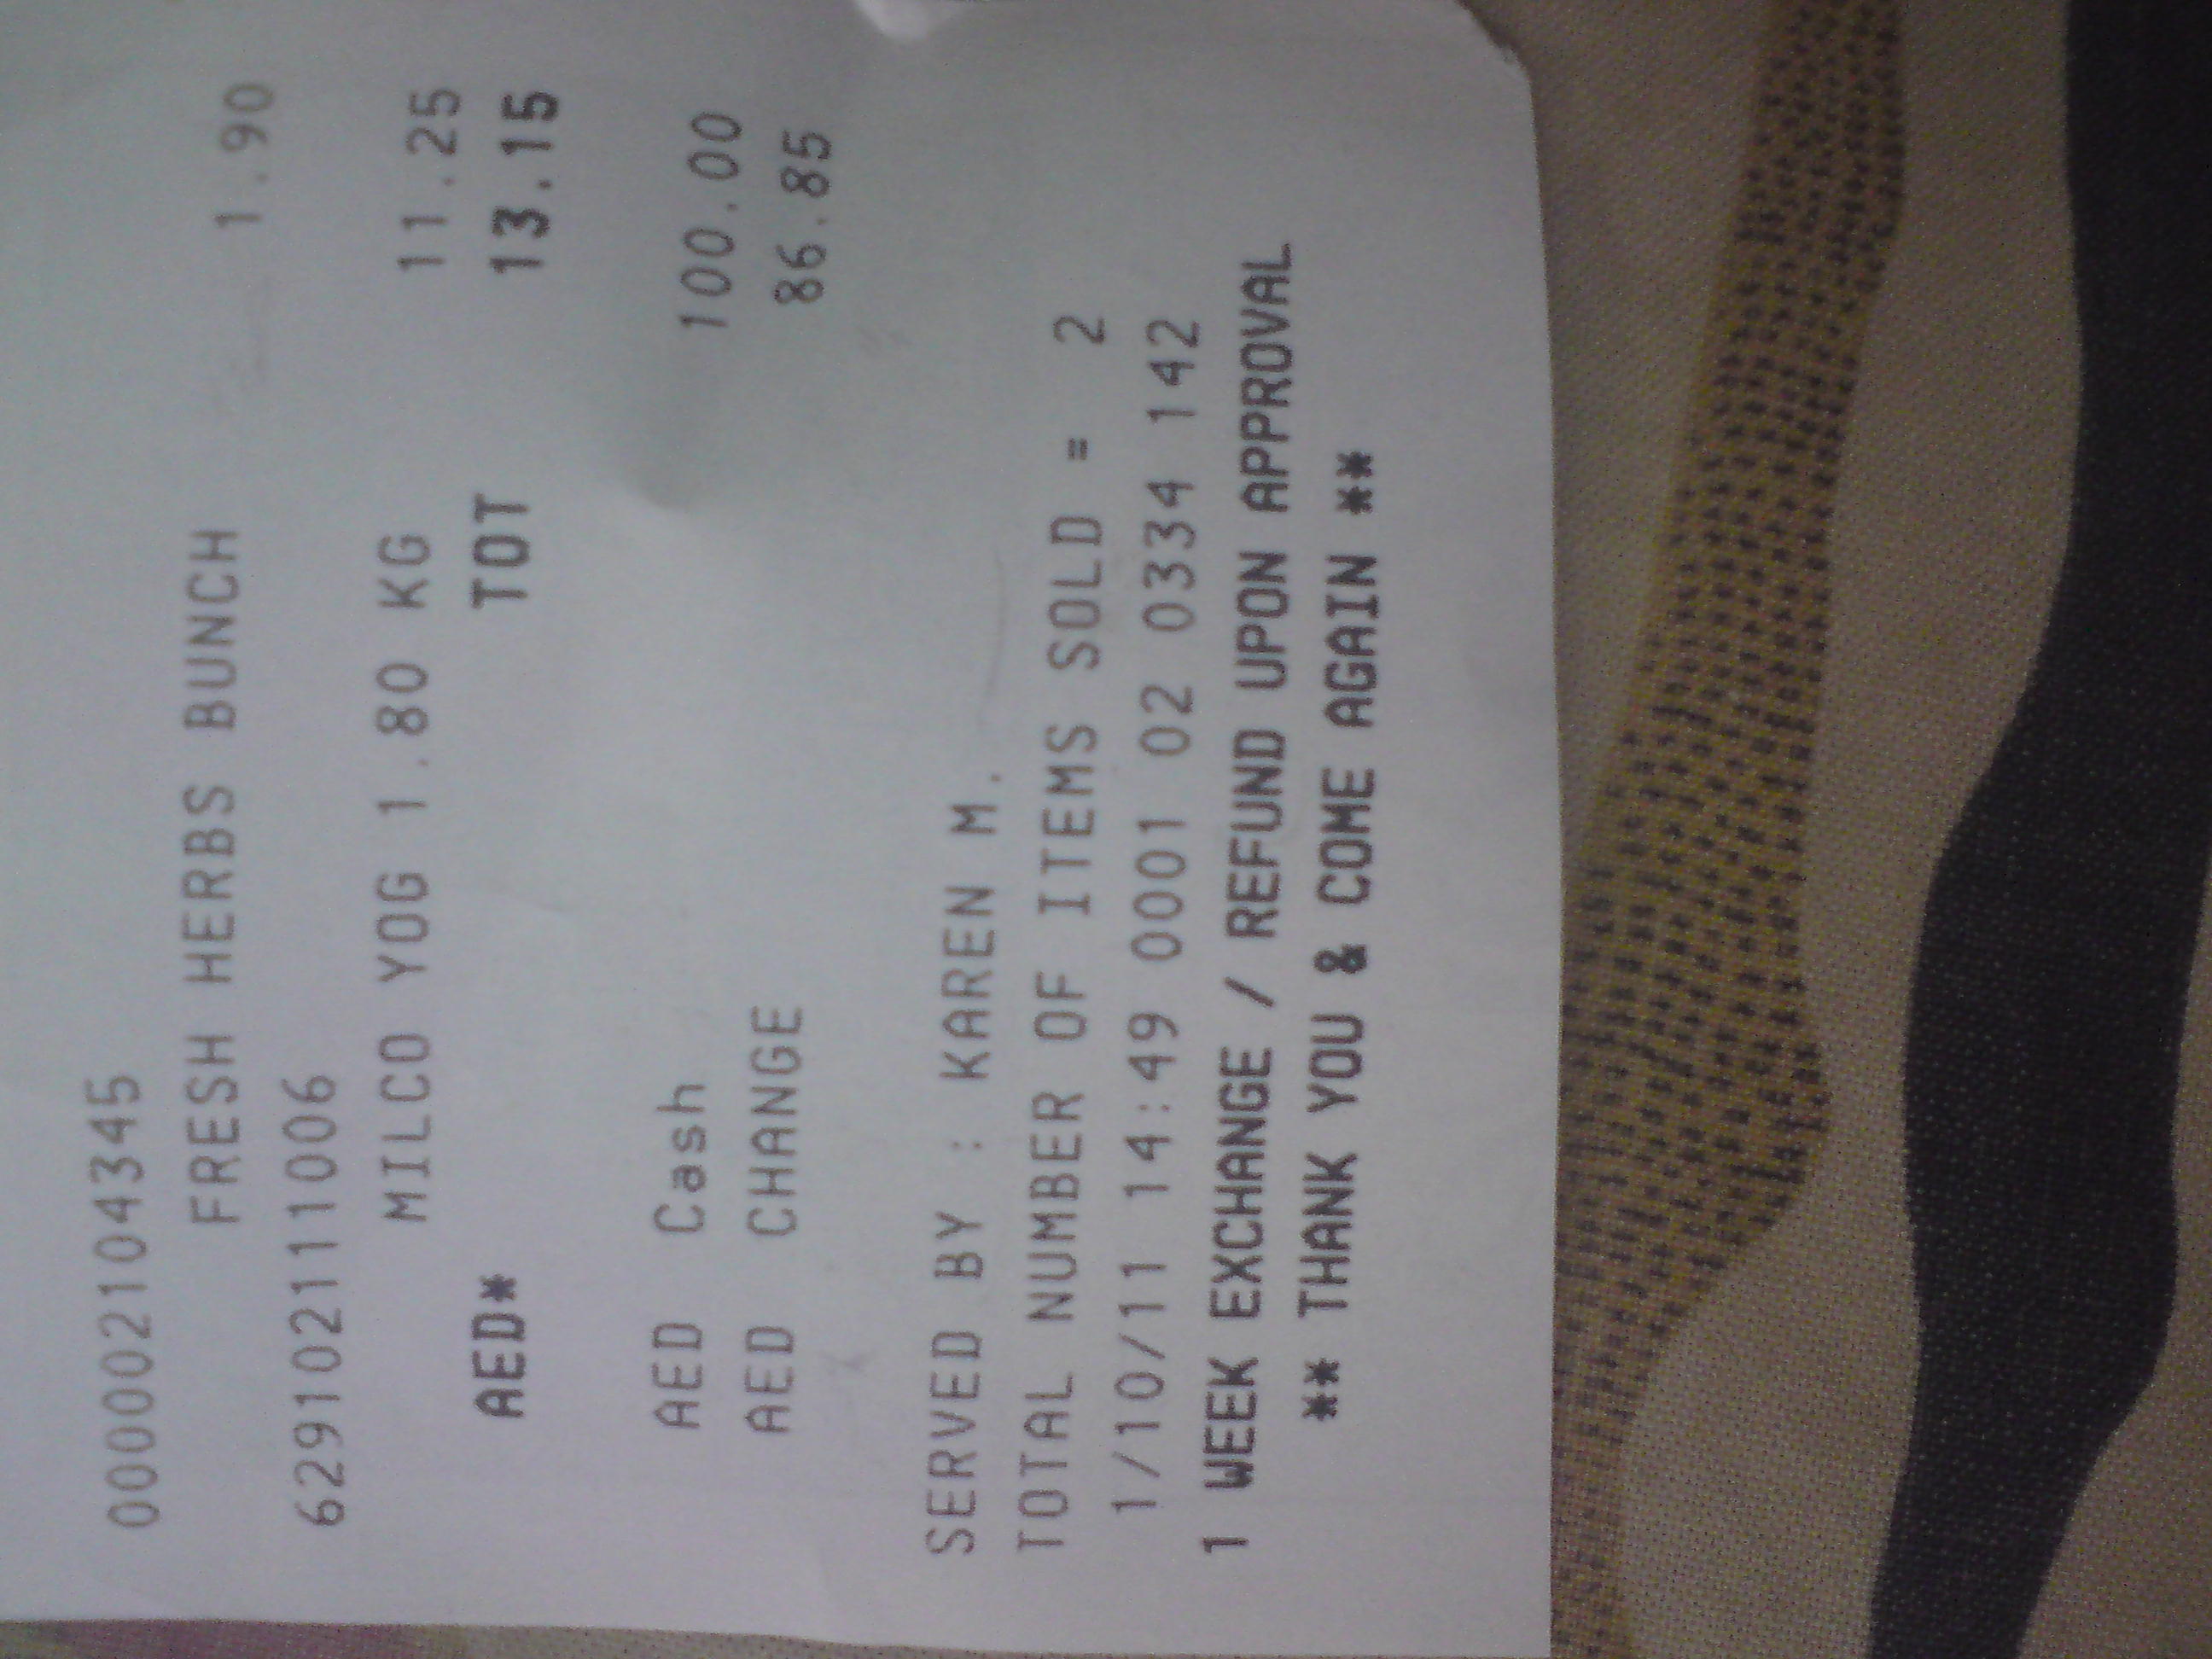 0000021043​45
FRESH HERBS BUNCH 1.90
6291021111006
MILCO YOG 1.80 KG 11.25
AED* TOT 13.15
AED Cash 100.00
AED CHANGE 86.85
SERVED BY : KAREN M.
TOTAL NUMBER OF ITEMS SOLD = 2
1/10/11 14:49 0001 02 0334 142
1 WEEK EXCHANGE / REFUND UPON APPROVAL
** THANK YOU & COME AGAIN **